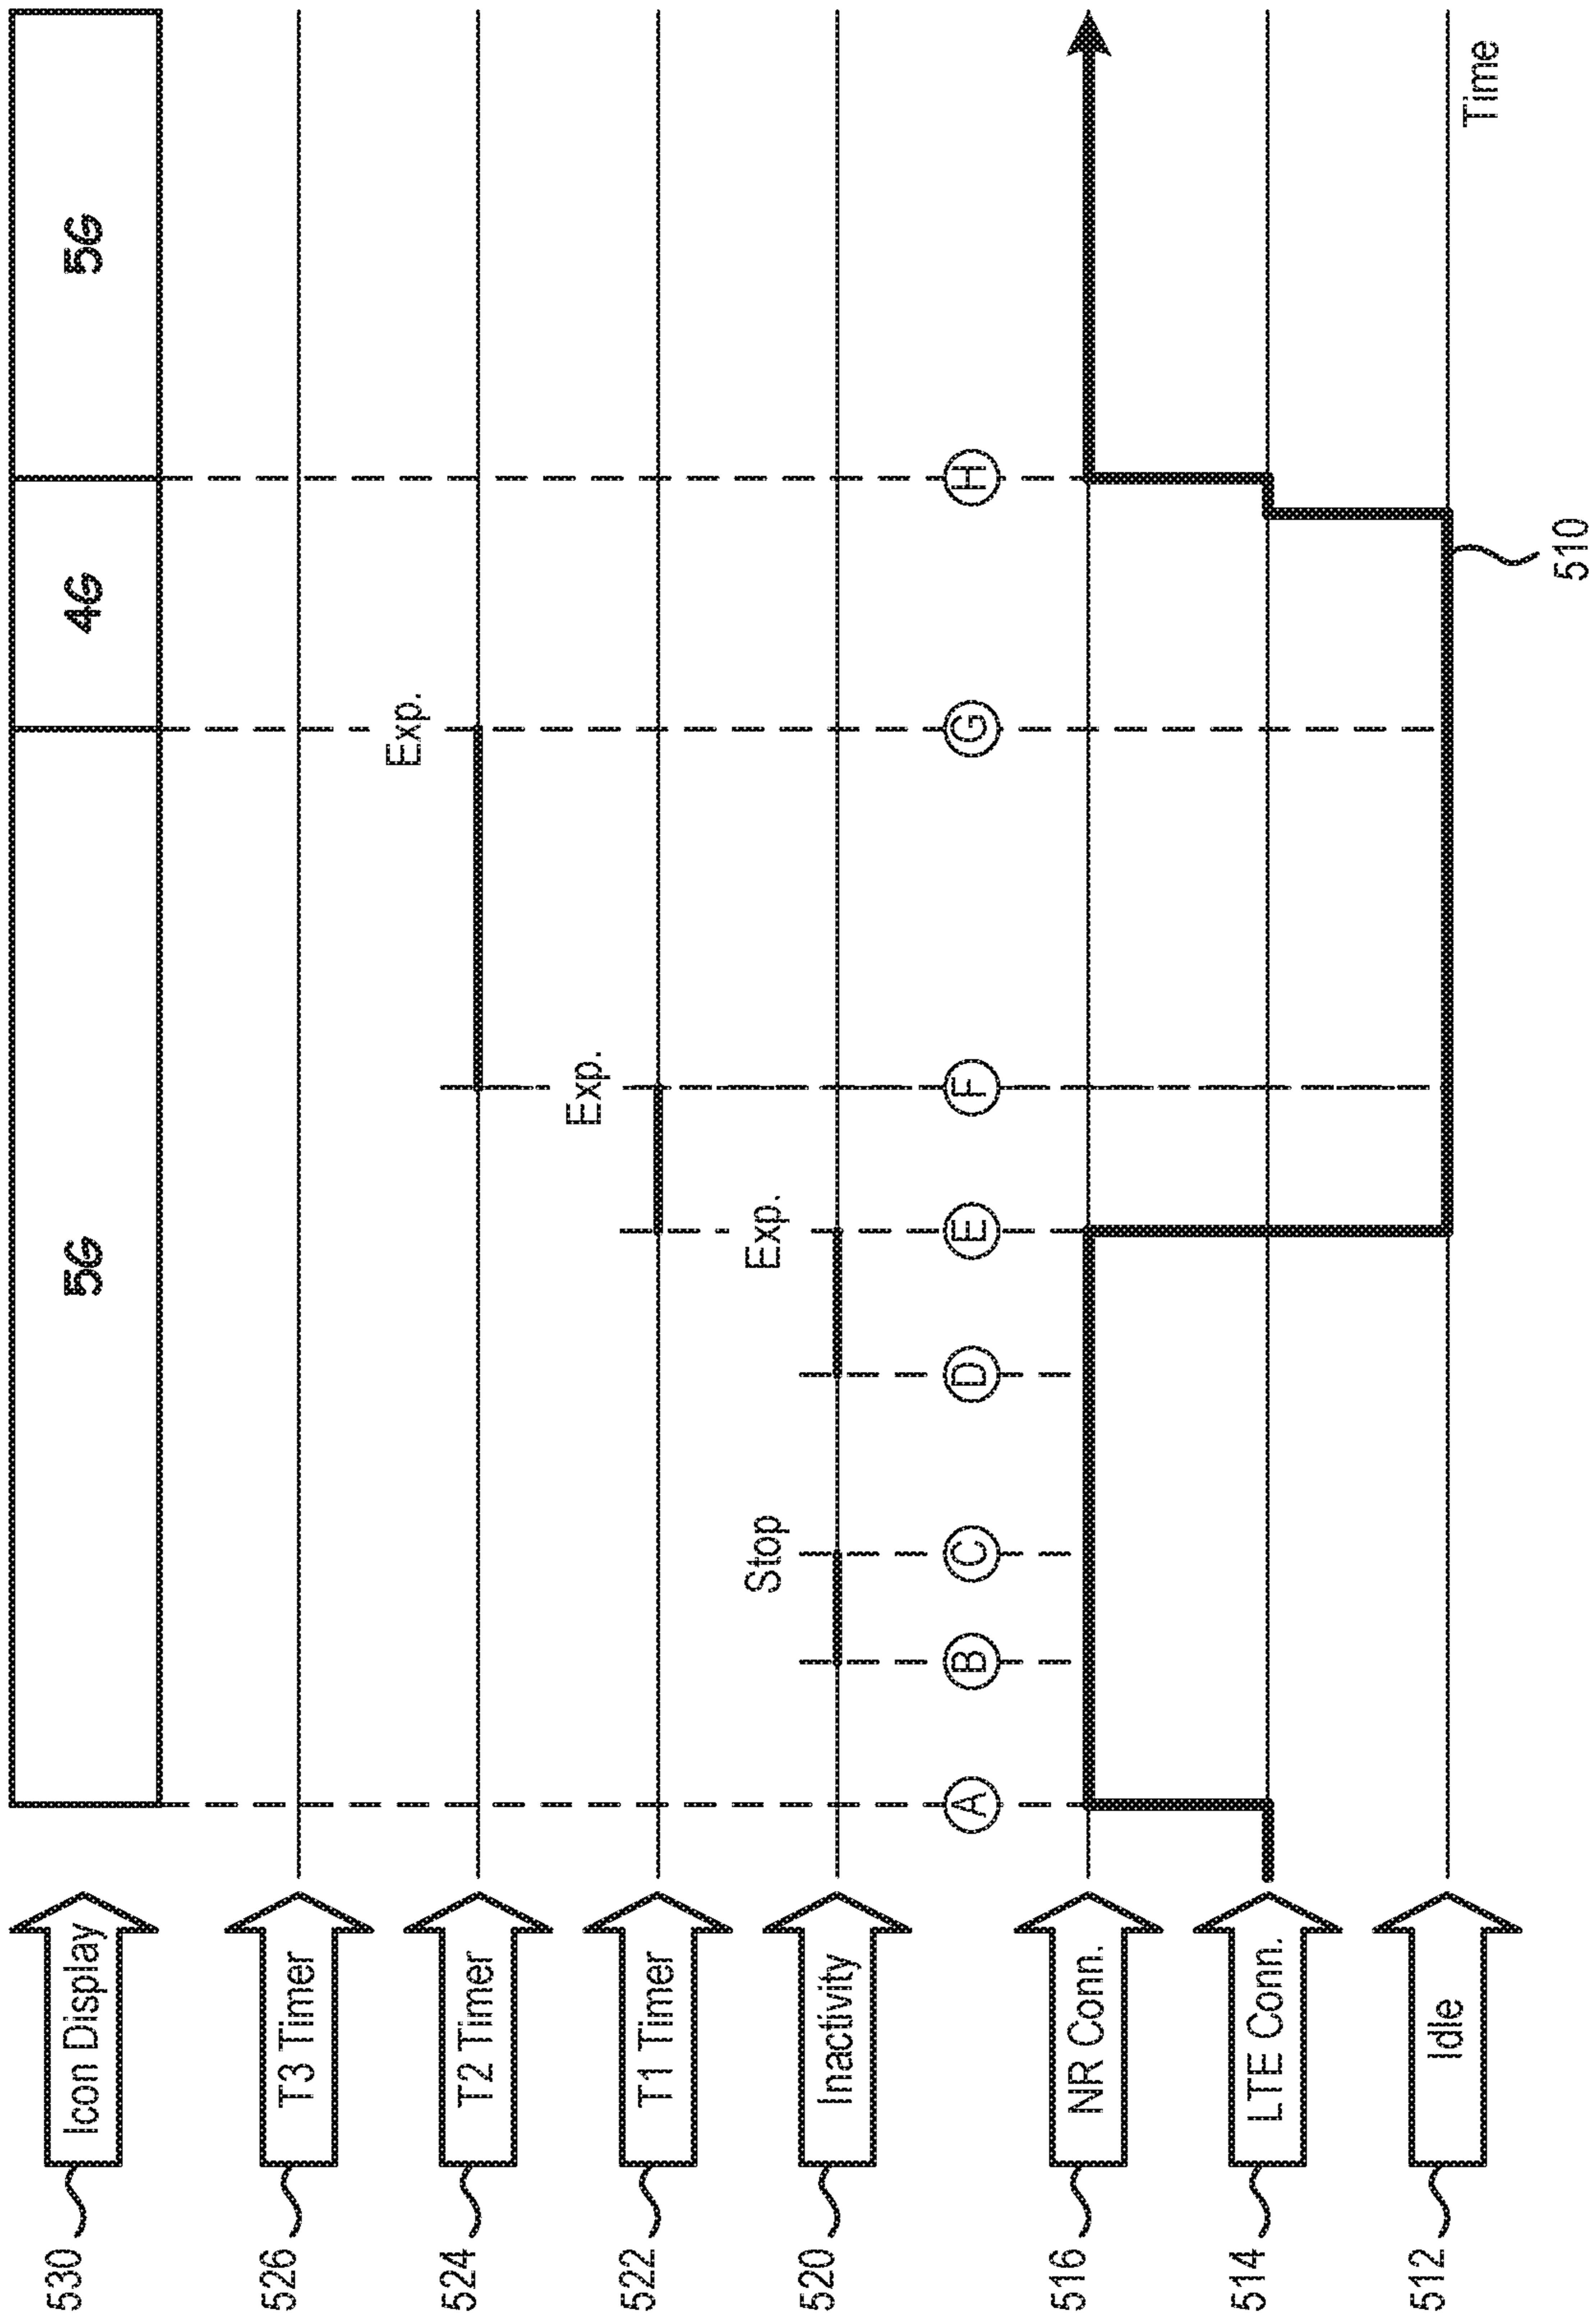 530
Icon Display
5G
4G
5G
526
T3 Timer
524
T2 Timer
Exp.
522
T1 Timer
Exp.
520
Inactivity
Stop
Exp.
A
B
C
D
E
F
G
H
516
NR Conn.
514
LTE Conn.
512
Idle
Time
510